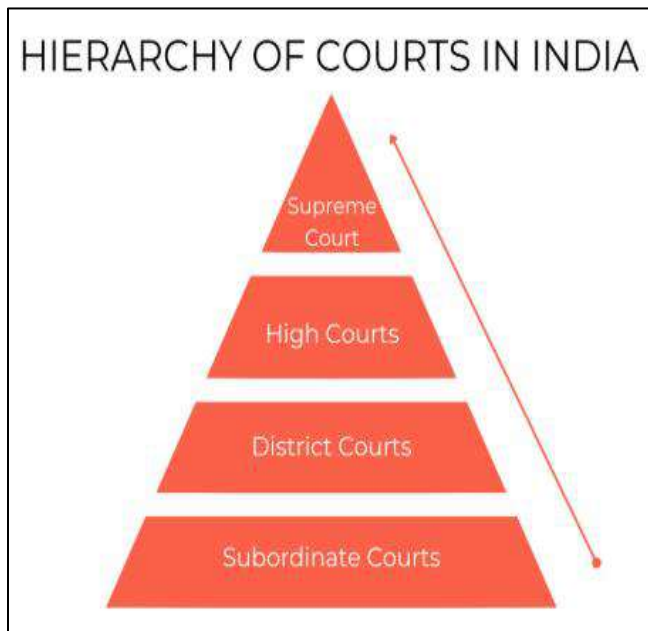 HIERARCHY OF COURTS IN INDIA
Supreme
Court
High Courts
District Courts
Subordinate Courts